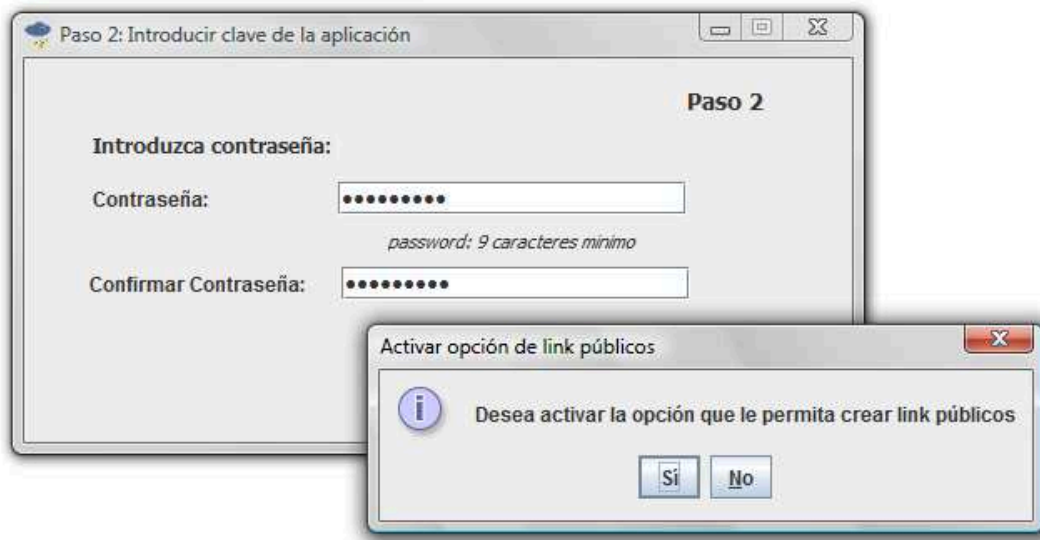 Paso 2: Introducir clave de la aplicación
Paso 2
Introduzca contraseña:
Contraseña: •••••••••
password: 9 caracteres minimo
Confirmar Contraseña: •••••••••
Activar opción de link públicos
Desea activar la opción que le permita crear link públicos
Sí No